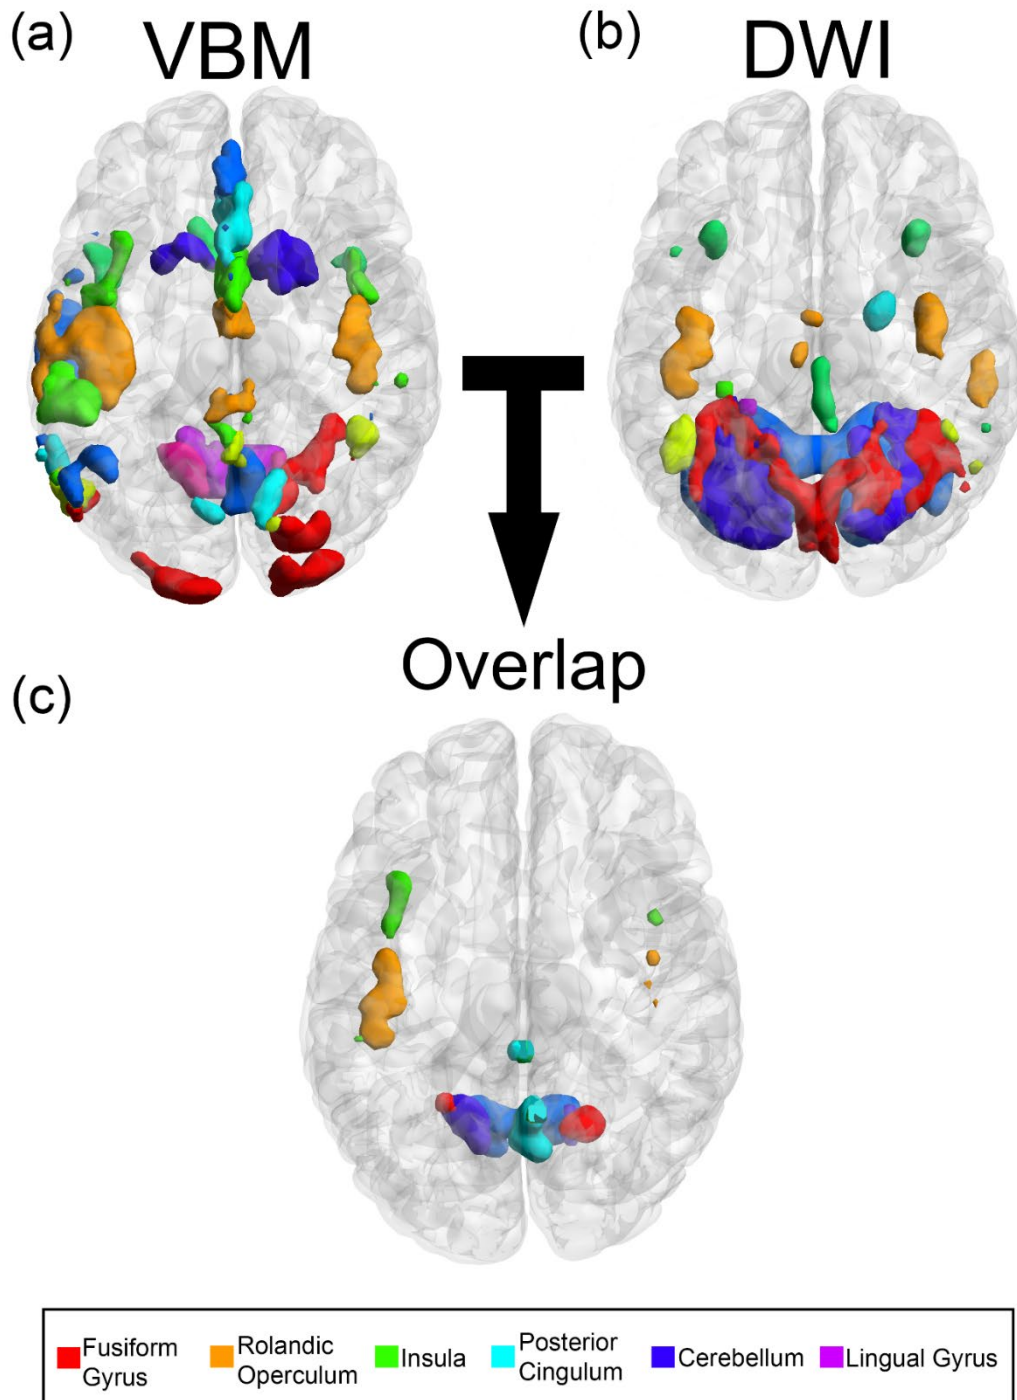 (a) VBM
(b) DWI
Overlap
(c)
Fusiform
Gyrus
Rolandic
Operculum
Insula
Posterior
Cingulum
Cerebellum
Lingual Gyrus